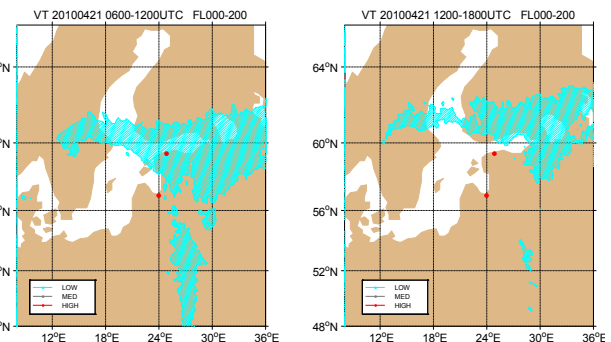 VT 20100421 0600-1200UTC FL000-200
VT 20100421 1200-1800UTC FL000-200
64°N
60°N
56°N
52°N
48°N
°N
°N
°N
°N
°N
LOW
MED
HIGH
LOW
MED
HIGH
12°E 18°E 24°E 30°E 36°E
12°E 18°E 24°E 30°E 36°E